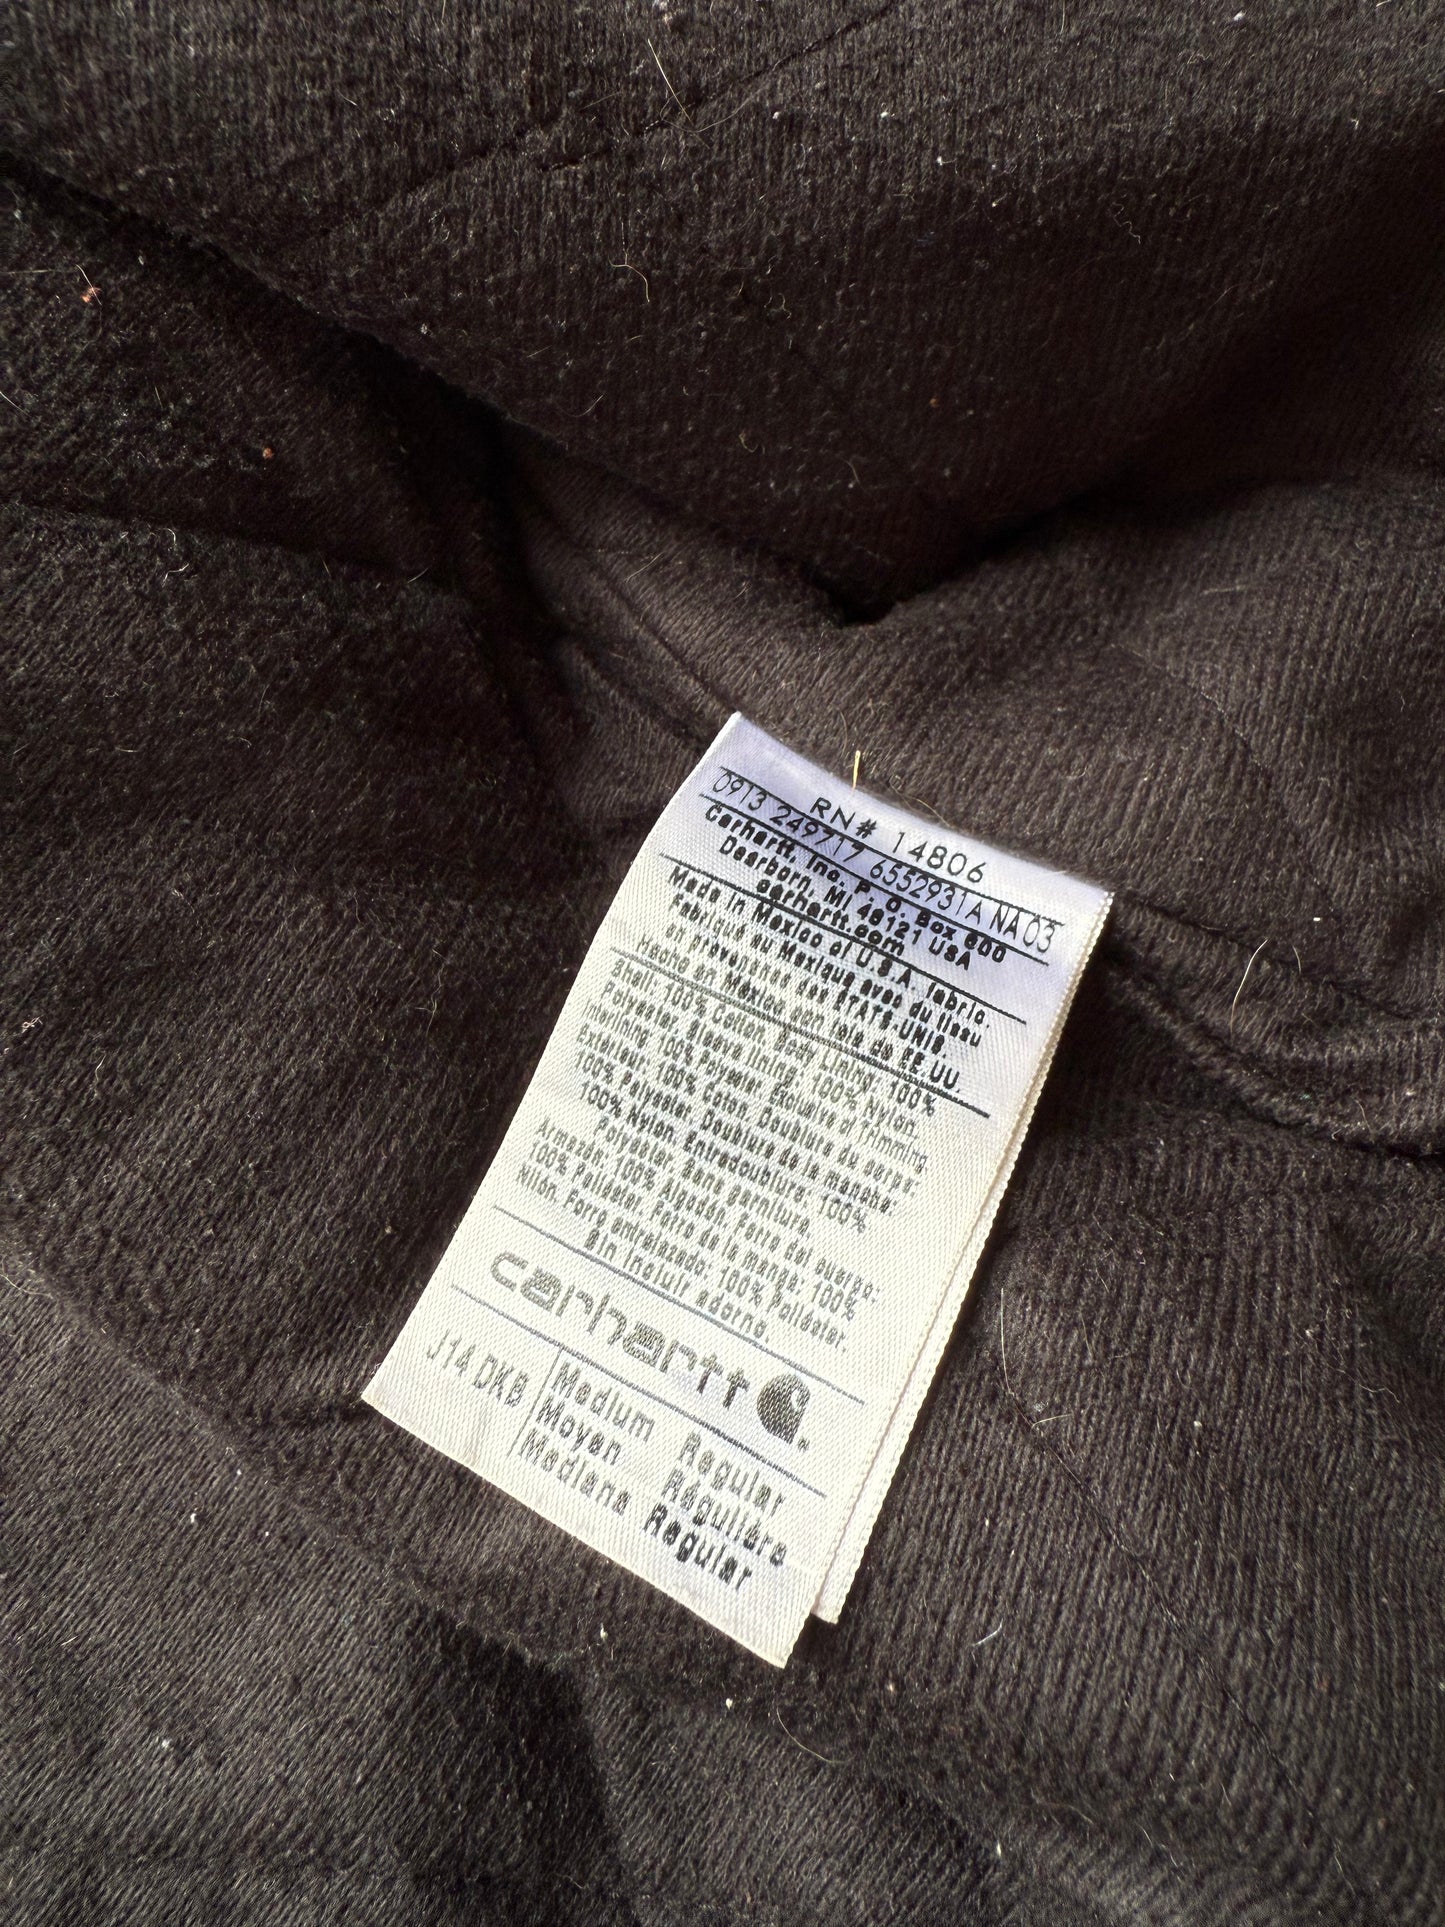 RN# 14806
0913 249717 6552931A NA 03
Carhartt, Inc. P. O. Box 600
Dearborn, MI 48121 USA
carhartt.com
Made in Mexico of U.S.A. fabric.
Fabriqué au Mexique avec du tissu
en provenance des ÉTATS-UNIS.
Hecho en México con tela de EE.UU.
Shell: 100% Cotton. Body Lining, 100%
Polyester, Sleeve lining, 100% Nylon.
Interlining, 100% Polyester. Exclusive of Trimming.
Extérieur, 100% Coton. Doublure du corps,
100% Polyester. Doublure de la manche:
100% Nylon. Entredoublure, 100%
Polyester. Sans garniture.
Armazón: 100% Algodón. Forro del cuerpo:
100% Poliéster. Forro de la manga: 100%
Nilón. Forro entrelazado, 100% Poliéster.
Sin incluir adorno.
carhartt
J14 DKB Medium Regular
Moyen Régulière
Mediana Regular